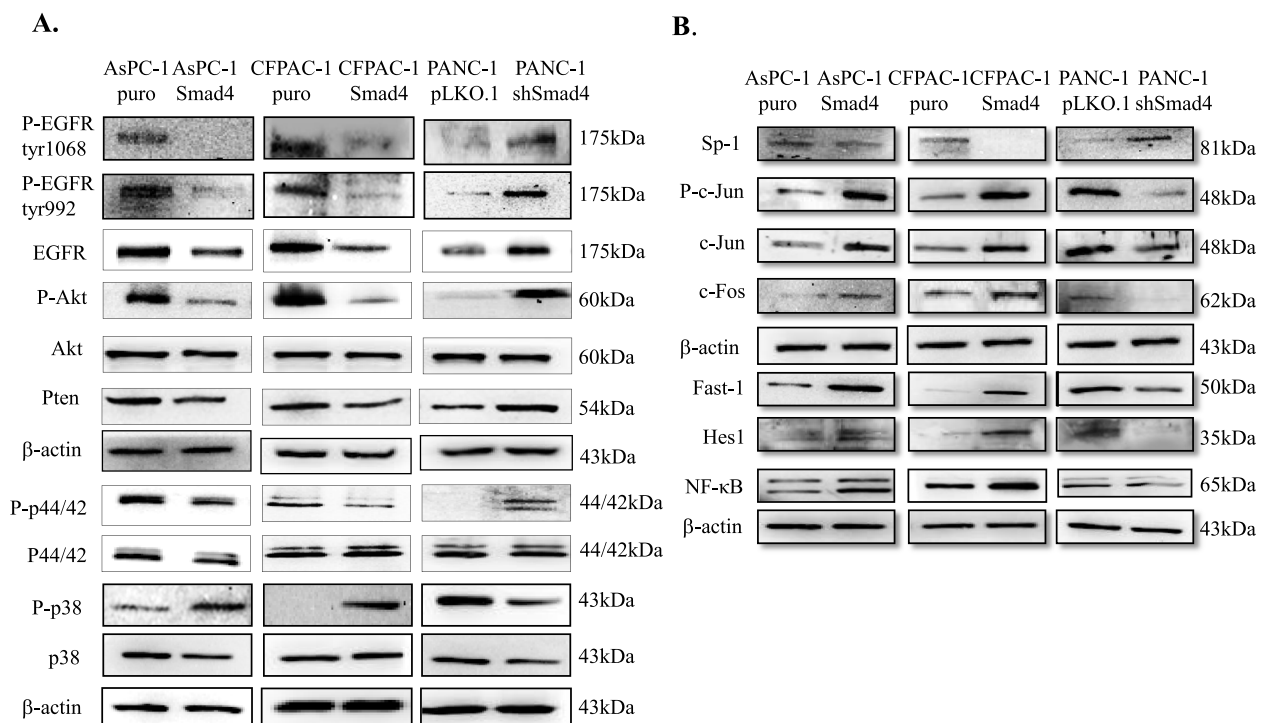 A.
AsPC-1 AsPC-1 CFPAC-1 CFPAC-1 PANC-1 PANC-1
puro Smad4 puro Smad4 pLKO.1 shSmad4
P-EGFR
tyr1068 175kDa
P-EGFR
tyr992 175kDa
EGFR 175kDa
P-Akt 60kDa
Akt 60kDa
Pten 54kDa
β-actin 43kDa
P-p44/42 44/42kDa
P44/42 44/42kDa
P-p38 43kDa
p38 43kDa
β-actin 43kDa
B.
AsPC-1 AsPC-1 CFPAC-1 CFPAC-1 PANC-1 PANC-1
puro Smad4 puro Smad4 pLKO.1 shSmad4
Sp-1 81kDa
P-c-Jun 48kDa
c-Jun 48kDa
c-Fos 62kDa
β-actin 43kDa
Fast-1 50kDa
Hes1 35kDa
NF-κB 65kDa
β-actin 43kDa